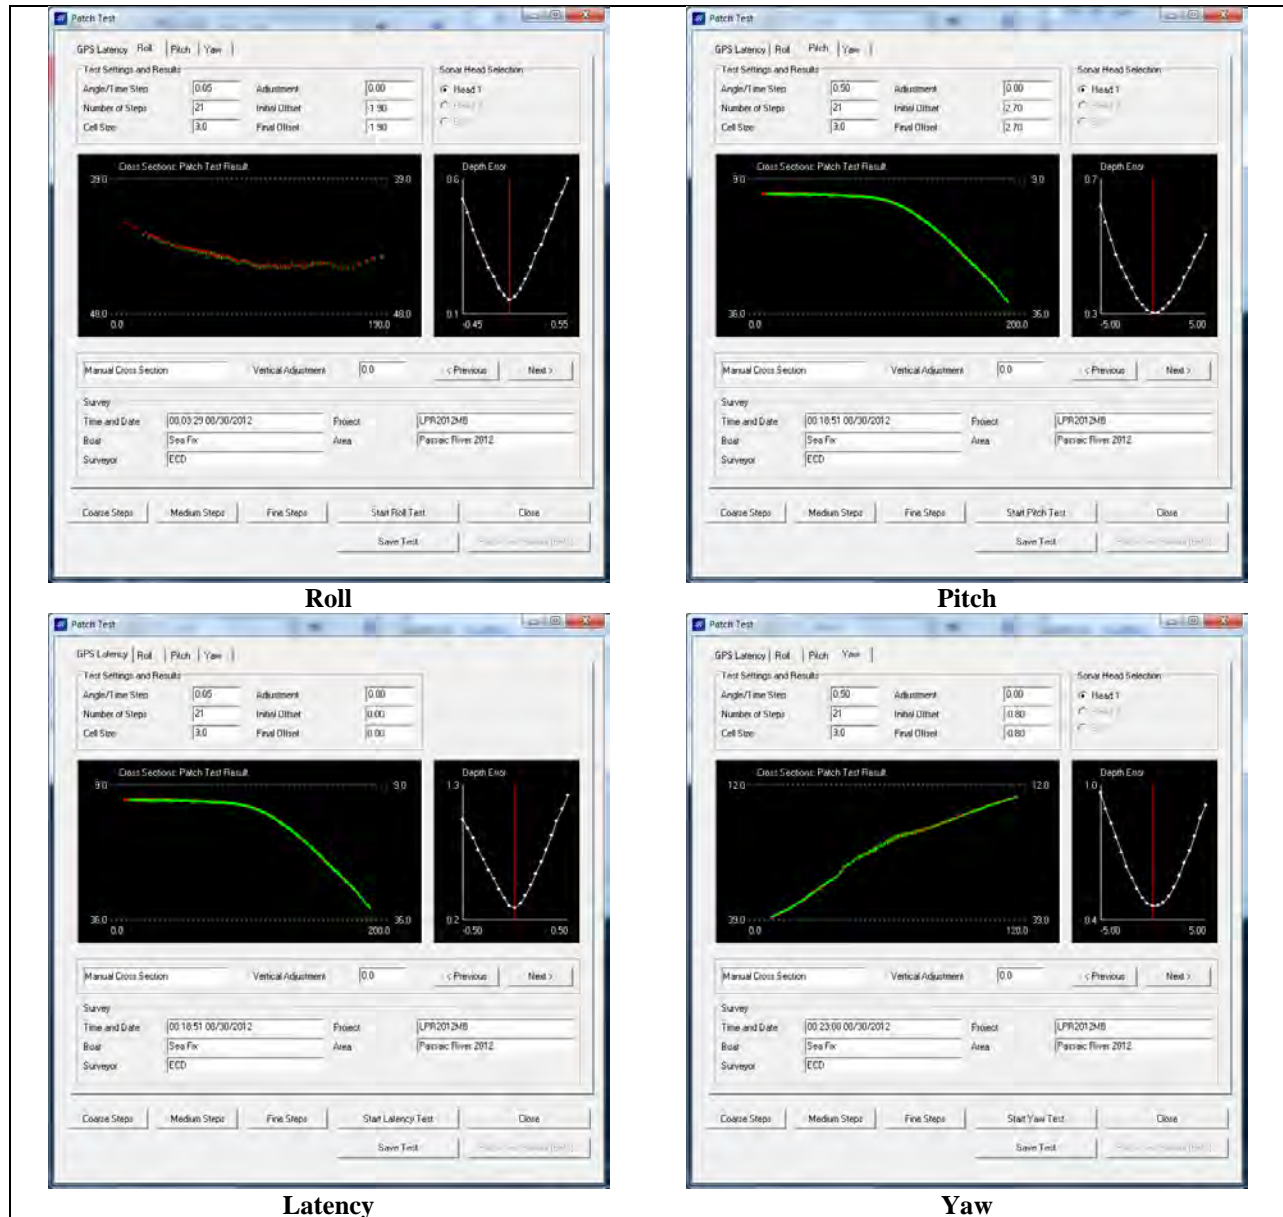 Patch Test
GPS Latency Roll Pitch Yaw
Test Settings and Results
Sonar Head Selection
Angle/Time Step 0.05 Adjustment 0.00
Head 1
Number of Steps 21 Initial Offset -1.90
Cell Size 3.0 Final Offset -1.90
Cross Sections: Patch Test Result
Depth Error
39.0 39.0
0.6
48.0 48.0
0.1
0.0 190.0
-0.45 0.55
Manual Cross Section Vertical Adjustment 0.0 < Previous Next >
Survey
Time and Date 00:03:29 08/30/2012 Project LPR2012MB
Boat Sea Fix Area Passaic River 2012
Surveyor ECD
Coarse Steps Medium Steps Fine Steps Start Roll Test Close
Save Test
Roll
Patch Test
GPS Latency Roll Pitch Yaw
Test Settings and Results
Sonar Head Selection
Angle/Time Step 0.50 Adjustment 0.00
Head 1
Number of Steps 21 Initial Offset 2.70
Cell Size 3.0 Final Offset 2.70
Cross Sections: Patch Test Result
Depth Error
9.0 9.0
0.7
36.0 36.0
0.3
0.0 200.0
-5.00 5.00
Manual Cross Section Vertical Adjustment 0.0 < Previous Next >
Survey
Time and Date 00:18:51 08/30/2012 Project LPR2012MB
Boat Sea Fix Area Passaic River 2012
Surveyor ECD
Coarse Steps Medium Steps Fine Steps Start Pitch Test Close
Save Test
Pitch
Patch Test
GPS Latency Roll Pitch Yaw
Test Settings and Results
Angle/Time Step 0.05 Adjustment 0.00
Number of Steps 21 Initial Offset 0.00
Cell Size 3.0 Final Offset 0.00
Cross Sections: Patch Test Result
Depth Error
9.0 9.0
1.3
36.0 36.0
0.2
0.0 200.0
-0.50 0.50
Manual Cross Section Vertical Adjustment 0.0 < Previous Next >
Survey
Time and Date 00:18:51 08/30/2012 Project LPR2012MB
Boat Sea Fix Area Passaic River 2012
Surveyor ECD
Coarse Steps Medium Steps Fine Steps Start Latency Test Close
Save Test
Latency
Patch Test
GPS Latency Roll Pitch Yaw
Test Settings and Results
Sonar Head Selection
Angle/Time Step 0.50 Adjustment 0.00
Head 1
Number of Steps 21 Initial Offset 0.80
Cell Size 3.0 Final Offset 0.80
Cross Sections: Patch Test Result
Depth Error
12.0 12.0
1.0
39.0 39.0
0.4
0.0 120.0
-5.00 5.00
Manual Cross Section Vertical Adjustment 0.0 < Previous Next >
Survey
Time and Date 00:23:00 08/30/2012 Project LPR2012MB
Boat Sea Fix Area Passaic River 2012
Surveyor ECD
Coarse Steps Medium Steps Fine Steps Start Yaw Test Close
Save Test
Yaw